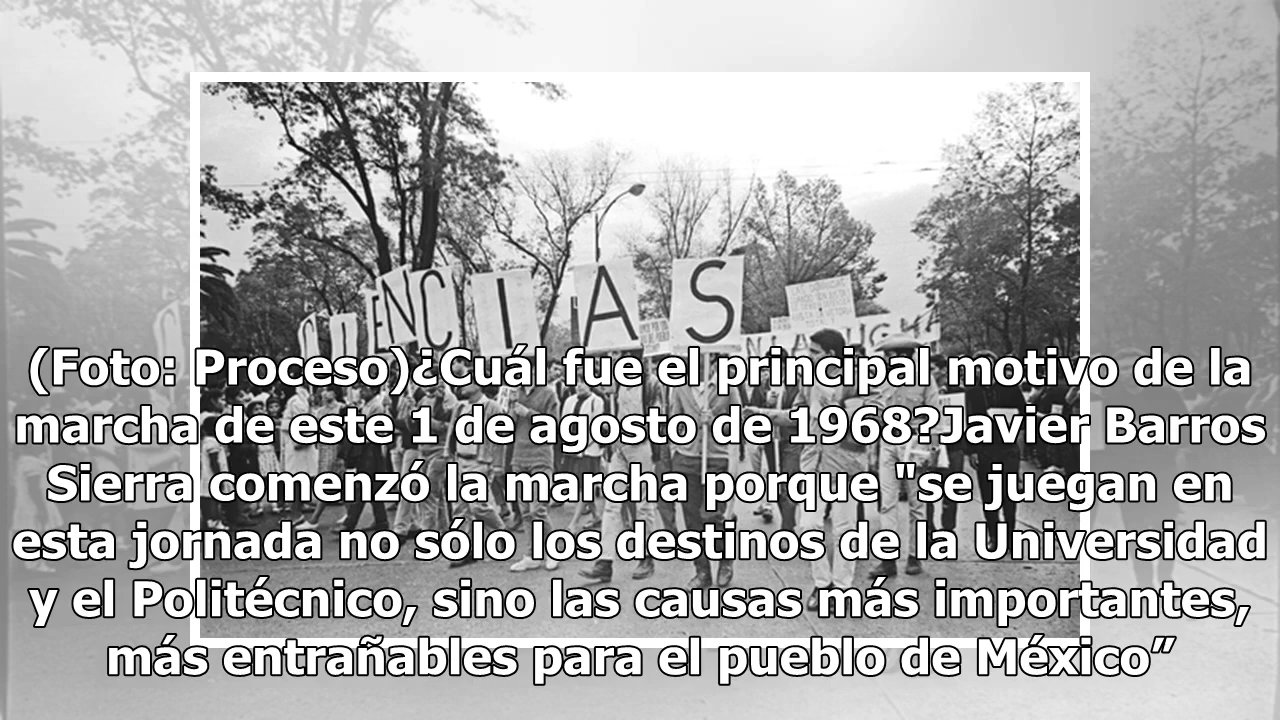 CIENCIAS
(Foto: Proceso)¿Cuál fue el principal motivo de la
marcha de este 1 de agosto de 1968?Javier Barros
Sierra comenzó la marcha porque "se juegan en
esta jornada no sólo los destinos de la Universidad
y el Politécnico, sino las causas más importantes,
más entrañables para el pueblo de México”